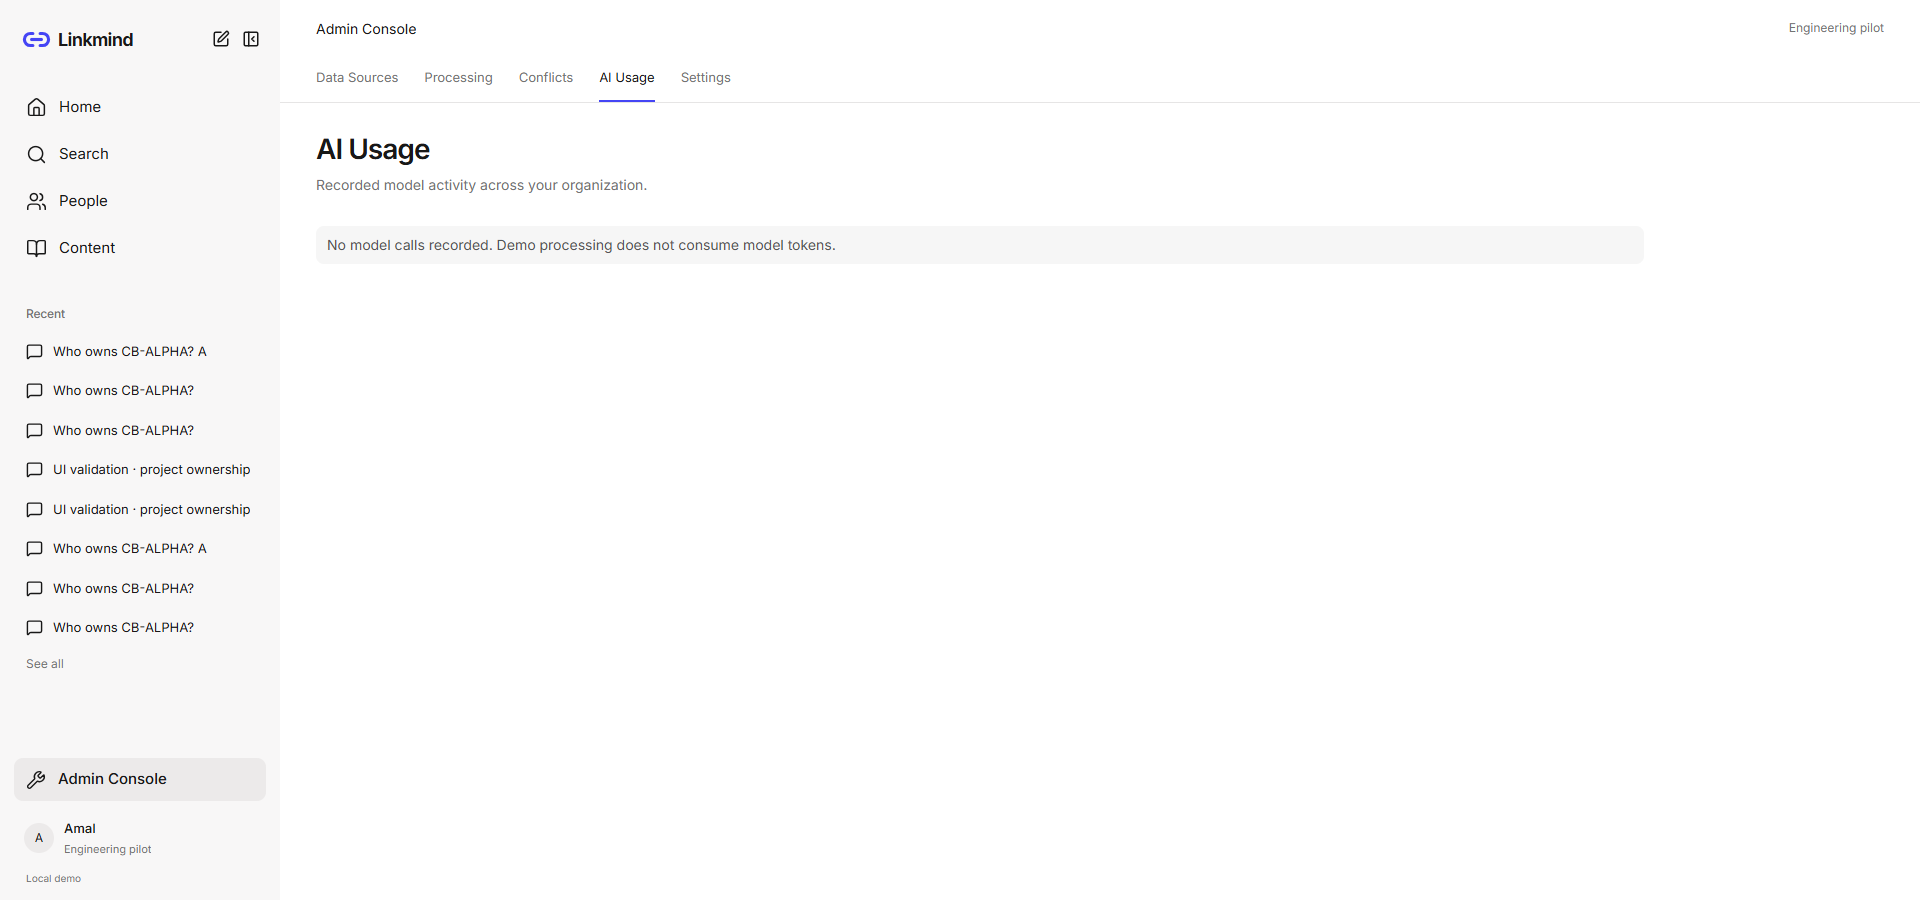 Linkmind
Home
Search
People
Content
Recent
Who owns CB-ALPHA? A
Who owns CB-ALPHA?
Who owns CB-ALPHA?
UI validation · project ownership
UI validation · project ownership
Who owns CB-ALPHA? A
Who owns CB-ALPHA?
Who owns CB-ALPHA?
See all
Admin Console
A
Amal
Engineering pilot
Local demo
Admin Console
Engineering pilot
Data Sources Processing Conflicts AI Usage Settings
AI Usage
Recorded model activity across your organization.
No model calls recorded. Demo processing does not consume model tokens.